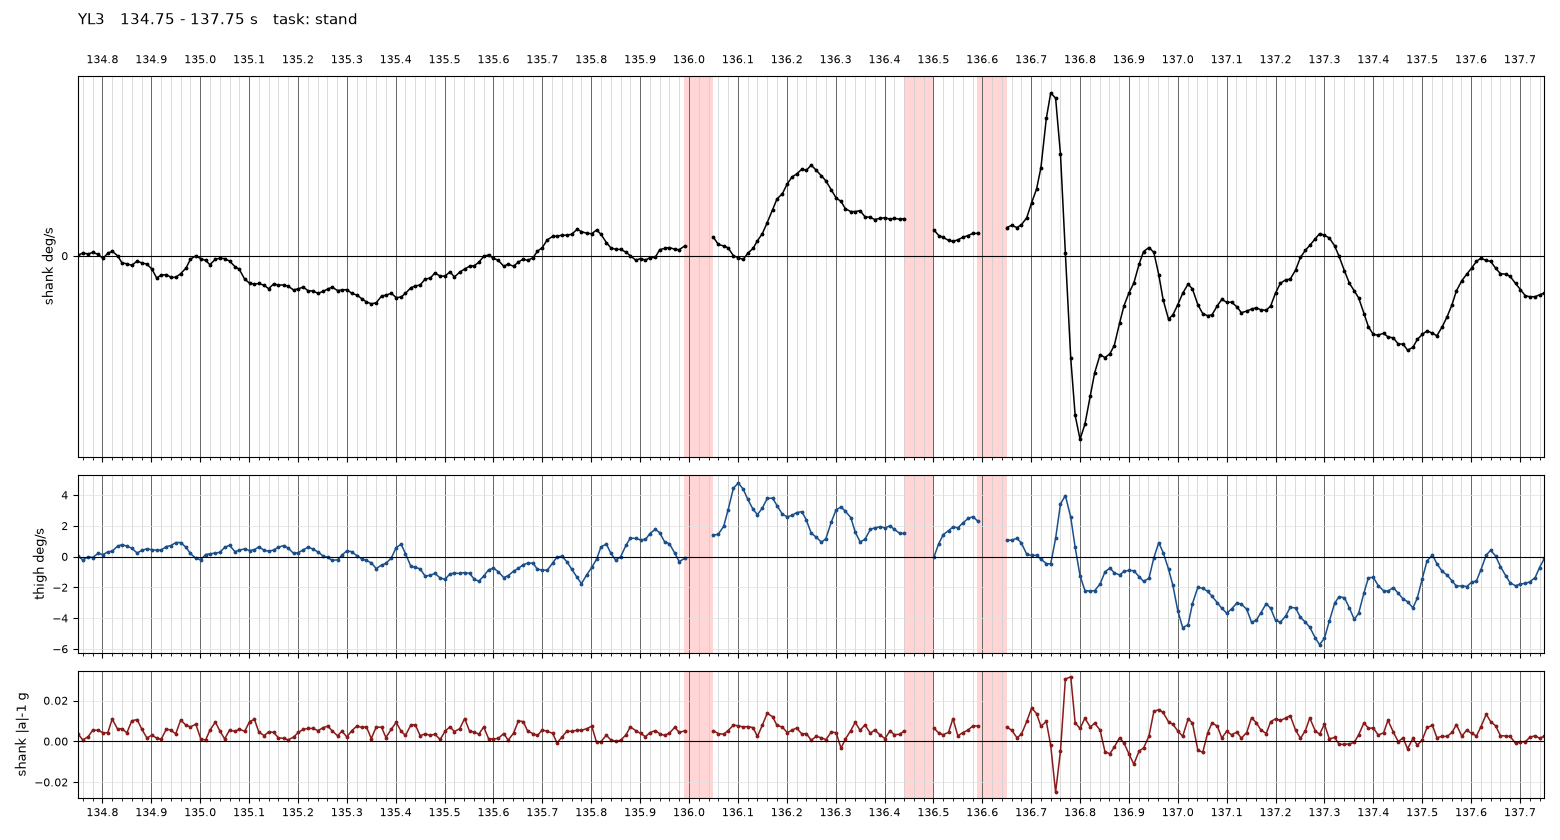 YL3   134.75 - 137.75 s   task: stand
134.8 134.9 135.0 135.1 135.2 135.3 135.4 135.5 135.6 135.7 135.8 135.9 136.0 136.1 136.2 136.3 136.4 136.5 136.6 136.7 136.8 136.9 137.0 137.1 137.2 137.3 137.4 137.5 137.6 137.7
shank deg/s
0
thigh deg/s
4
2
0
−2
−4
−6
shank |a|-1 g
0.02
0.00
−0.02
134.8 134.9 135.0 135.1 135.2 135.3 135.4 135.5 135.6 135.7 135.8 135.9 136.0 136.1 136.2 136.3 136.4 136.5 136.6 136.7 136.8 136.9 137.0 137.1 137.2 137.3 137.4 137.5 137.6 137.7